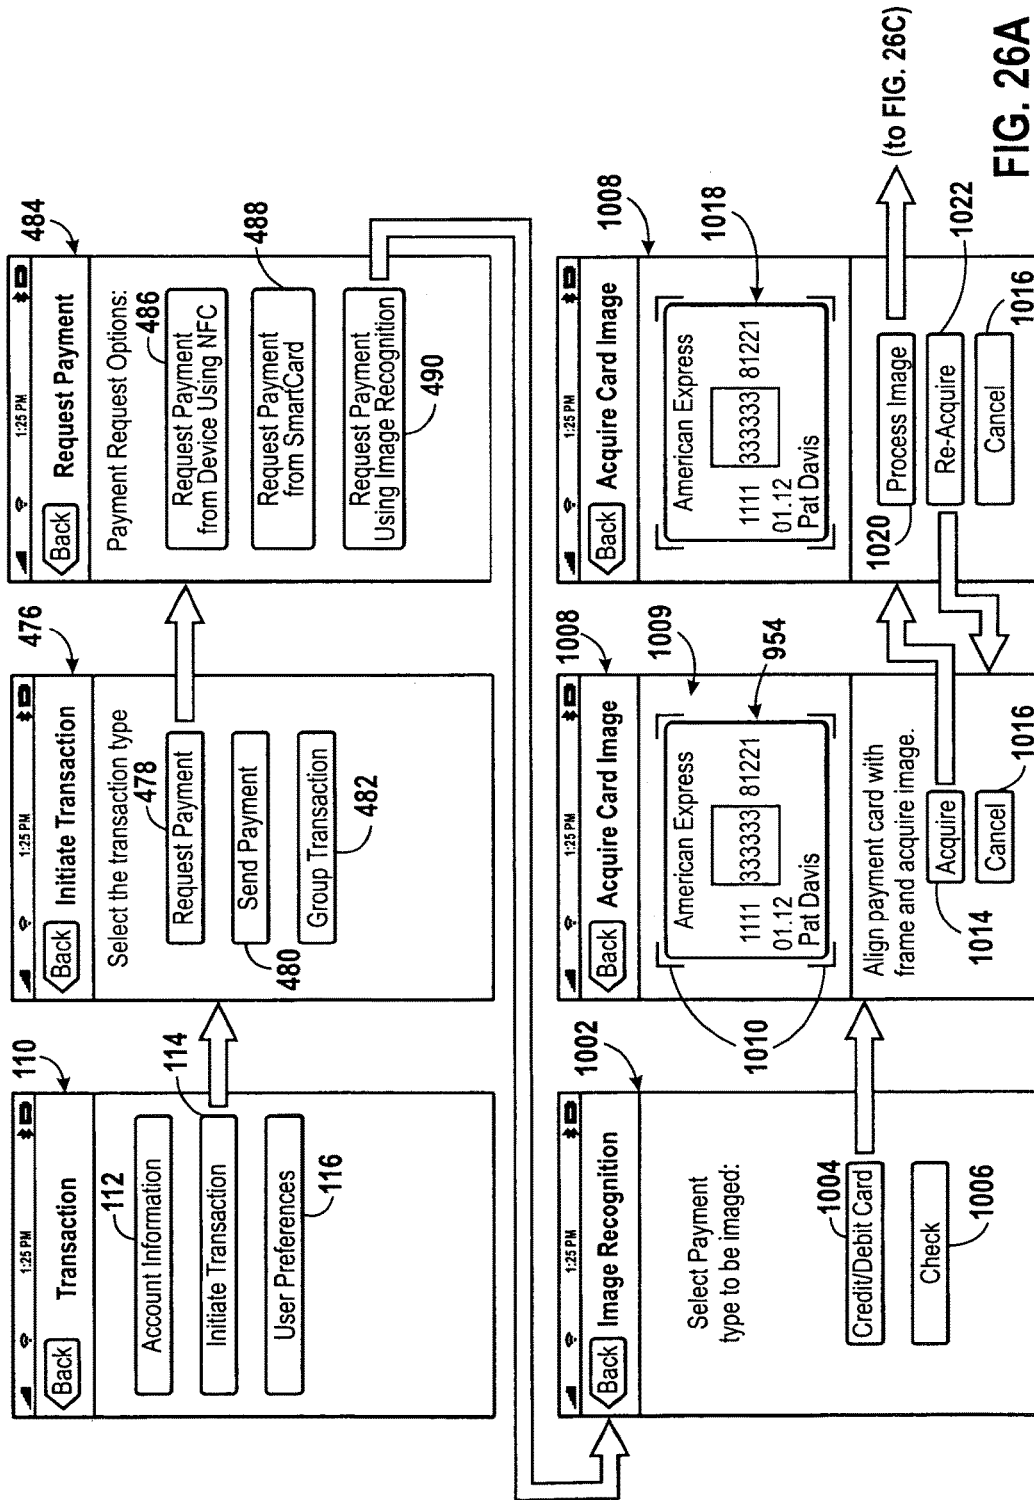 110
1:25 PM
Back
Transaction
112
Account Information
114
Initiate Transaction
User Preferences
116
476
1:25 PM
Back
Initiate Transaction
Select the transaction type
478
Request Payment
Send Payment
480
Group Transaction
482
484
1:25 PM
Back
Request Payment
Payment Request Options:
486
Request Payment
from Device Using NFC
488
Request Payment
from SmartCard
Request Payment
Using Image Recognition
490
1002
1:25 PM
Back
Image Recognition
Select Payment
type to be imaged:
1004
Credit/Debit Card
Check
1006
1008
1:25 PM
Back
Acquire Card Image
1009
American Express
1111 333333 81221
01.12
Pat Davis
954
1010
Align payment card with
frame and acquire image.
Acquire
1014
Cancel
1016
1008
1:25 PM
Back
Acquire Card Image
1018
American Express
1111 333333 81221
01.12
Pat Davis
1020
Process Image
(to FIG. 26C)
Re-Acquire
1022
Cancel
1016
FIG. 26A